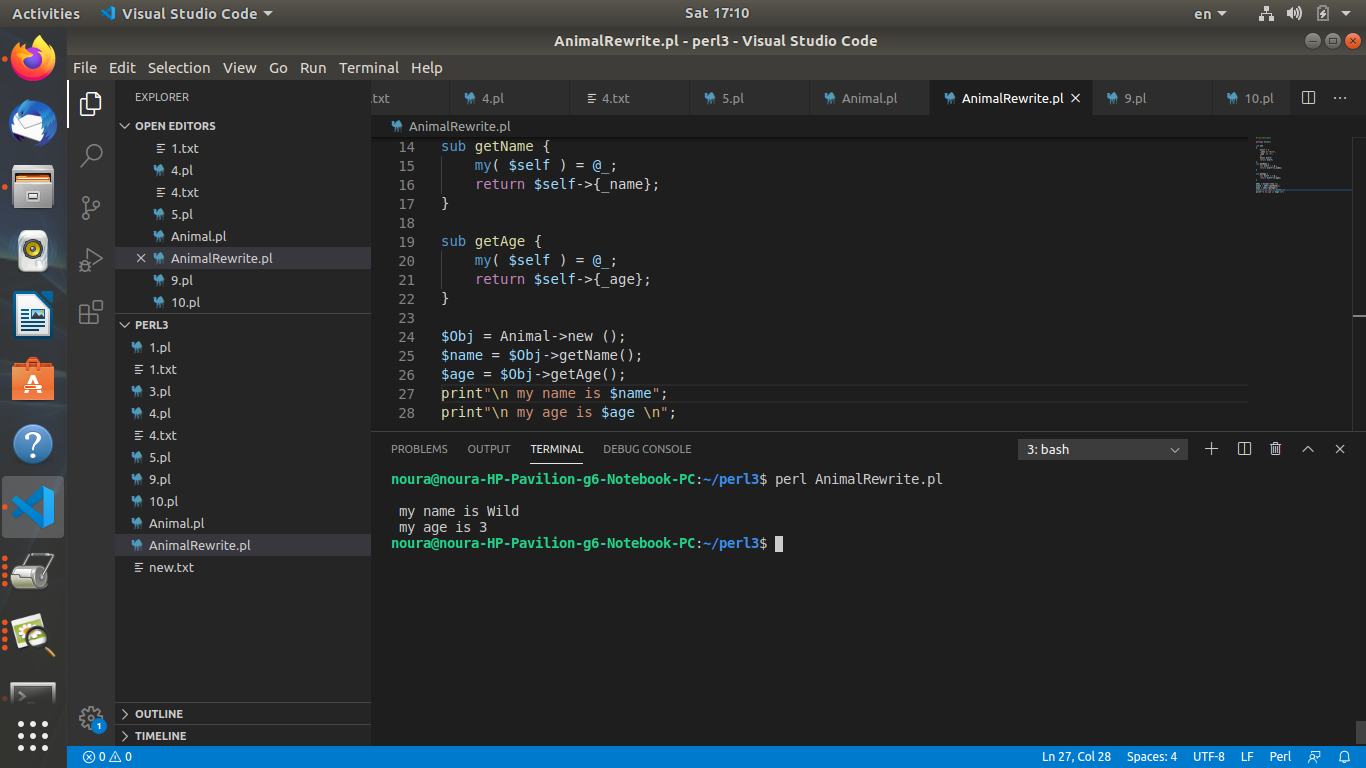 Activities Visual Studio Code Sat 17:10 en
AnimalRewrite.pl - perl3 - Visual Studio Code
File Edit Selection View Go Run Terminal Help
EXPLORER
OPEN EDITORS
1.txt
4.pl
4.txt
5.pl
Animal.pl
AnimalRewrite.pl
9.pl
10.pl
PERL3
1.pl
1.txt
3.pl
4.pl
4.txt
5.pl
9.pl
10.pl
Animal.pl
AnimalRewrite.pl
new.txt
OUTLINE
TIMELINE
1
.txt 4.pl 4.txt 5.pl Animal.pl AnimalRewrite.pl 9.pl 10.pl
AnimalRewrite.pl
14 sub getName {
15 my( $self ) = @_;
16 return $self->{_name};
17 }
18
19 sub getAge {
20 my( $self ) = @_;
21 return $self->{_age};
22 }
23
24 $Obj = Animal->new ();
25 $name = $Obj->getName();
26 $age = $Obj->getAge();
27 print"\n my name is $name";
28 print"\n my age is $age \n";
PROBLEMS OUTPUT TERMINAL DEBUG CONSOLE 3: bash
noura@noura-HP-Pavilion-g6-Notebook-PC:~/perl3$ perl AnimalRewrite.pl
my name is Wild
my age is 3
noura@noura-HP-Pavilion-g6-Notebook-PC:~/perl3$
0 0 Ln 27, Col 28 Spaces: 4 UTF-8 LF Perl